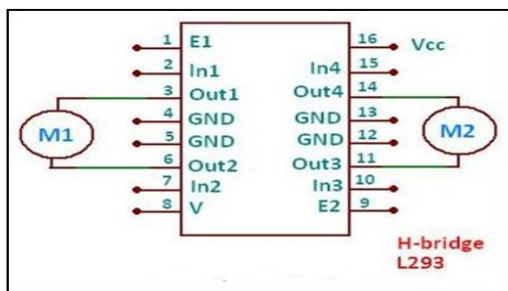 1 E1 16 Vcc
2 In1 In4 15
3 Out1 Out4 14
4 GND GND 13
M1 M2
5 GND GND 12
6 Out2 Out3 11
7 In2 In3 10
8 V E2 9
H-bridge
L293